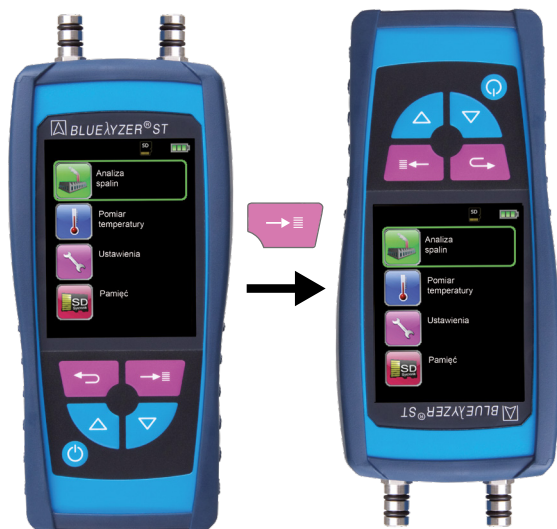 BLUEλYZER®ST
SD
Analiza
spalin
Pomiar
temperatury
Ustawienia
SD
Pamięć
SD
Analiza
spalin
Pomiar
temperatury
Ustawienia
SD
Pamięć
BLUEλYZER®ST